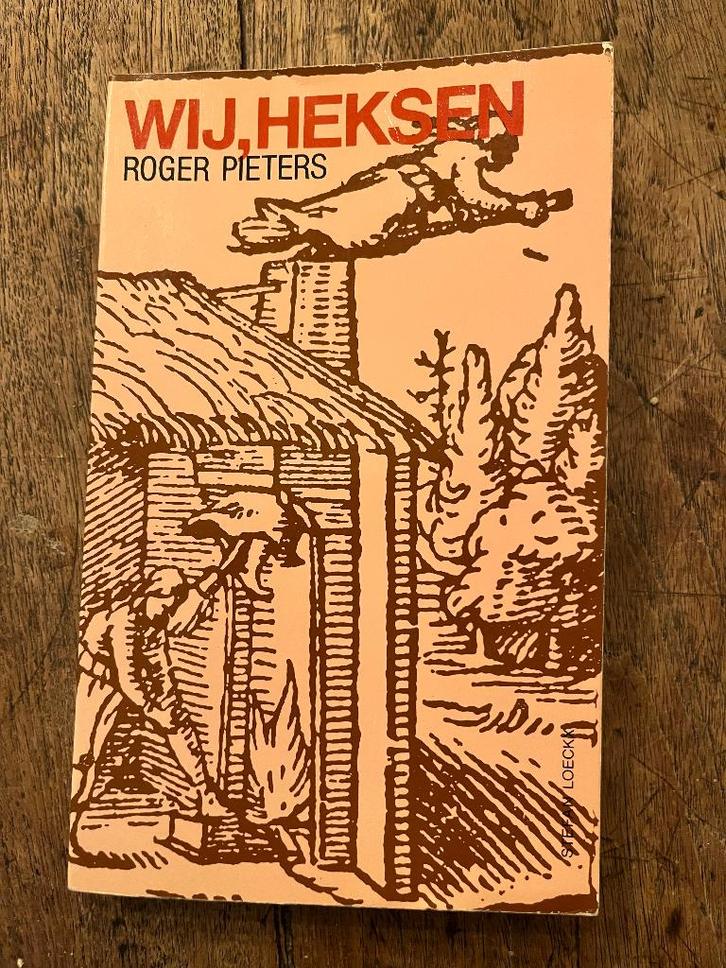 WIJ, HEKSEN
ROGER PIETERS
STEFAN LOECKX